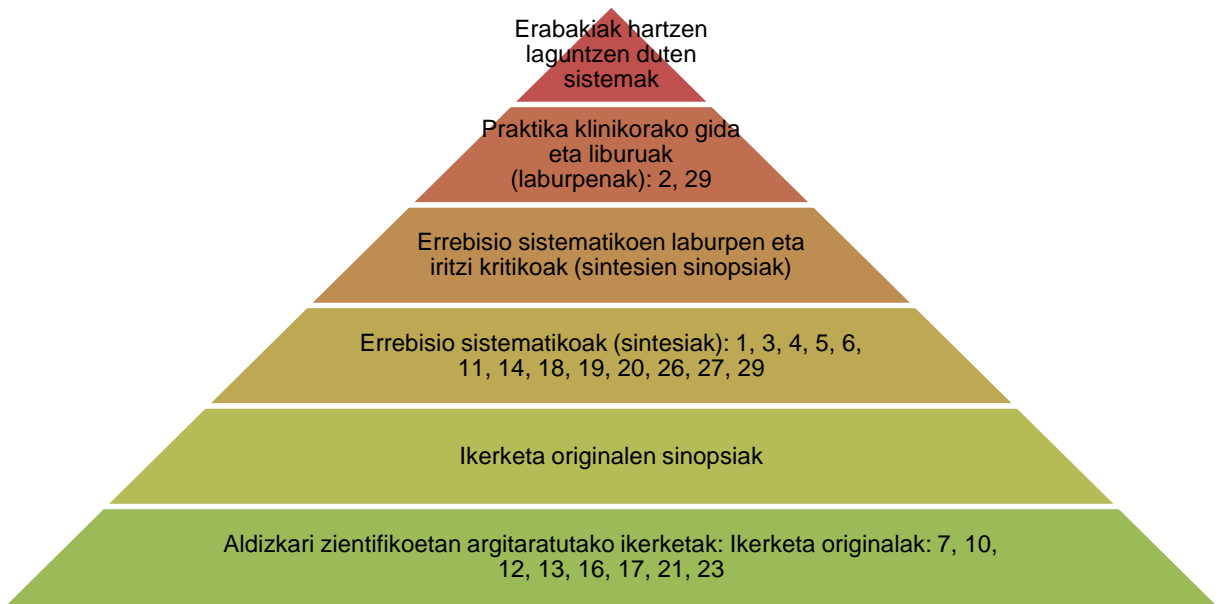 Erabakiak hartzen
laguntzen duten
sistemak
Praktika klinikorako gida
eta liburuak
(laburpenak): 2, 29
Errebisio sistematikoen laburpen eta
iritzi kritikoak (sintesien sinopsiak)
Errebisio sistematikoak (sintesiak): 1, 3, 4, 5, 6,
11, 14, 18, 19, 20, 26, 27, 29
Ikerketa originalen sinopsiak
Aldizkari zientifikoetan argitaratutako ikerketak: Ikerketa originalak: 7, 10,
12, 13, 16, 17, 21, 23